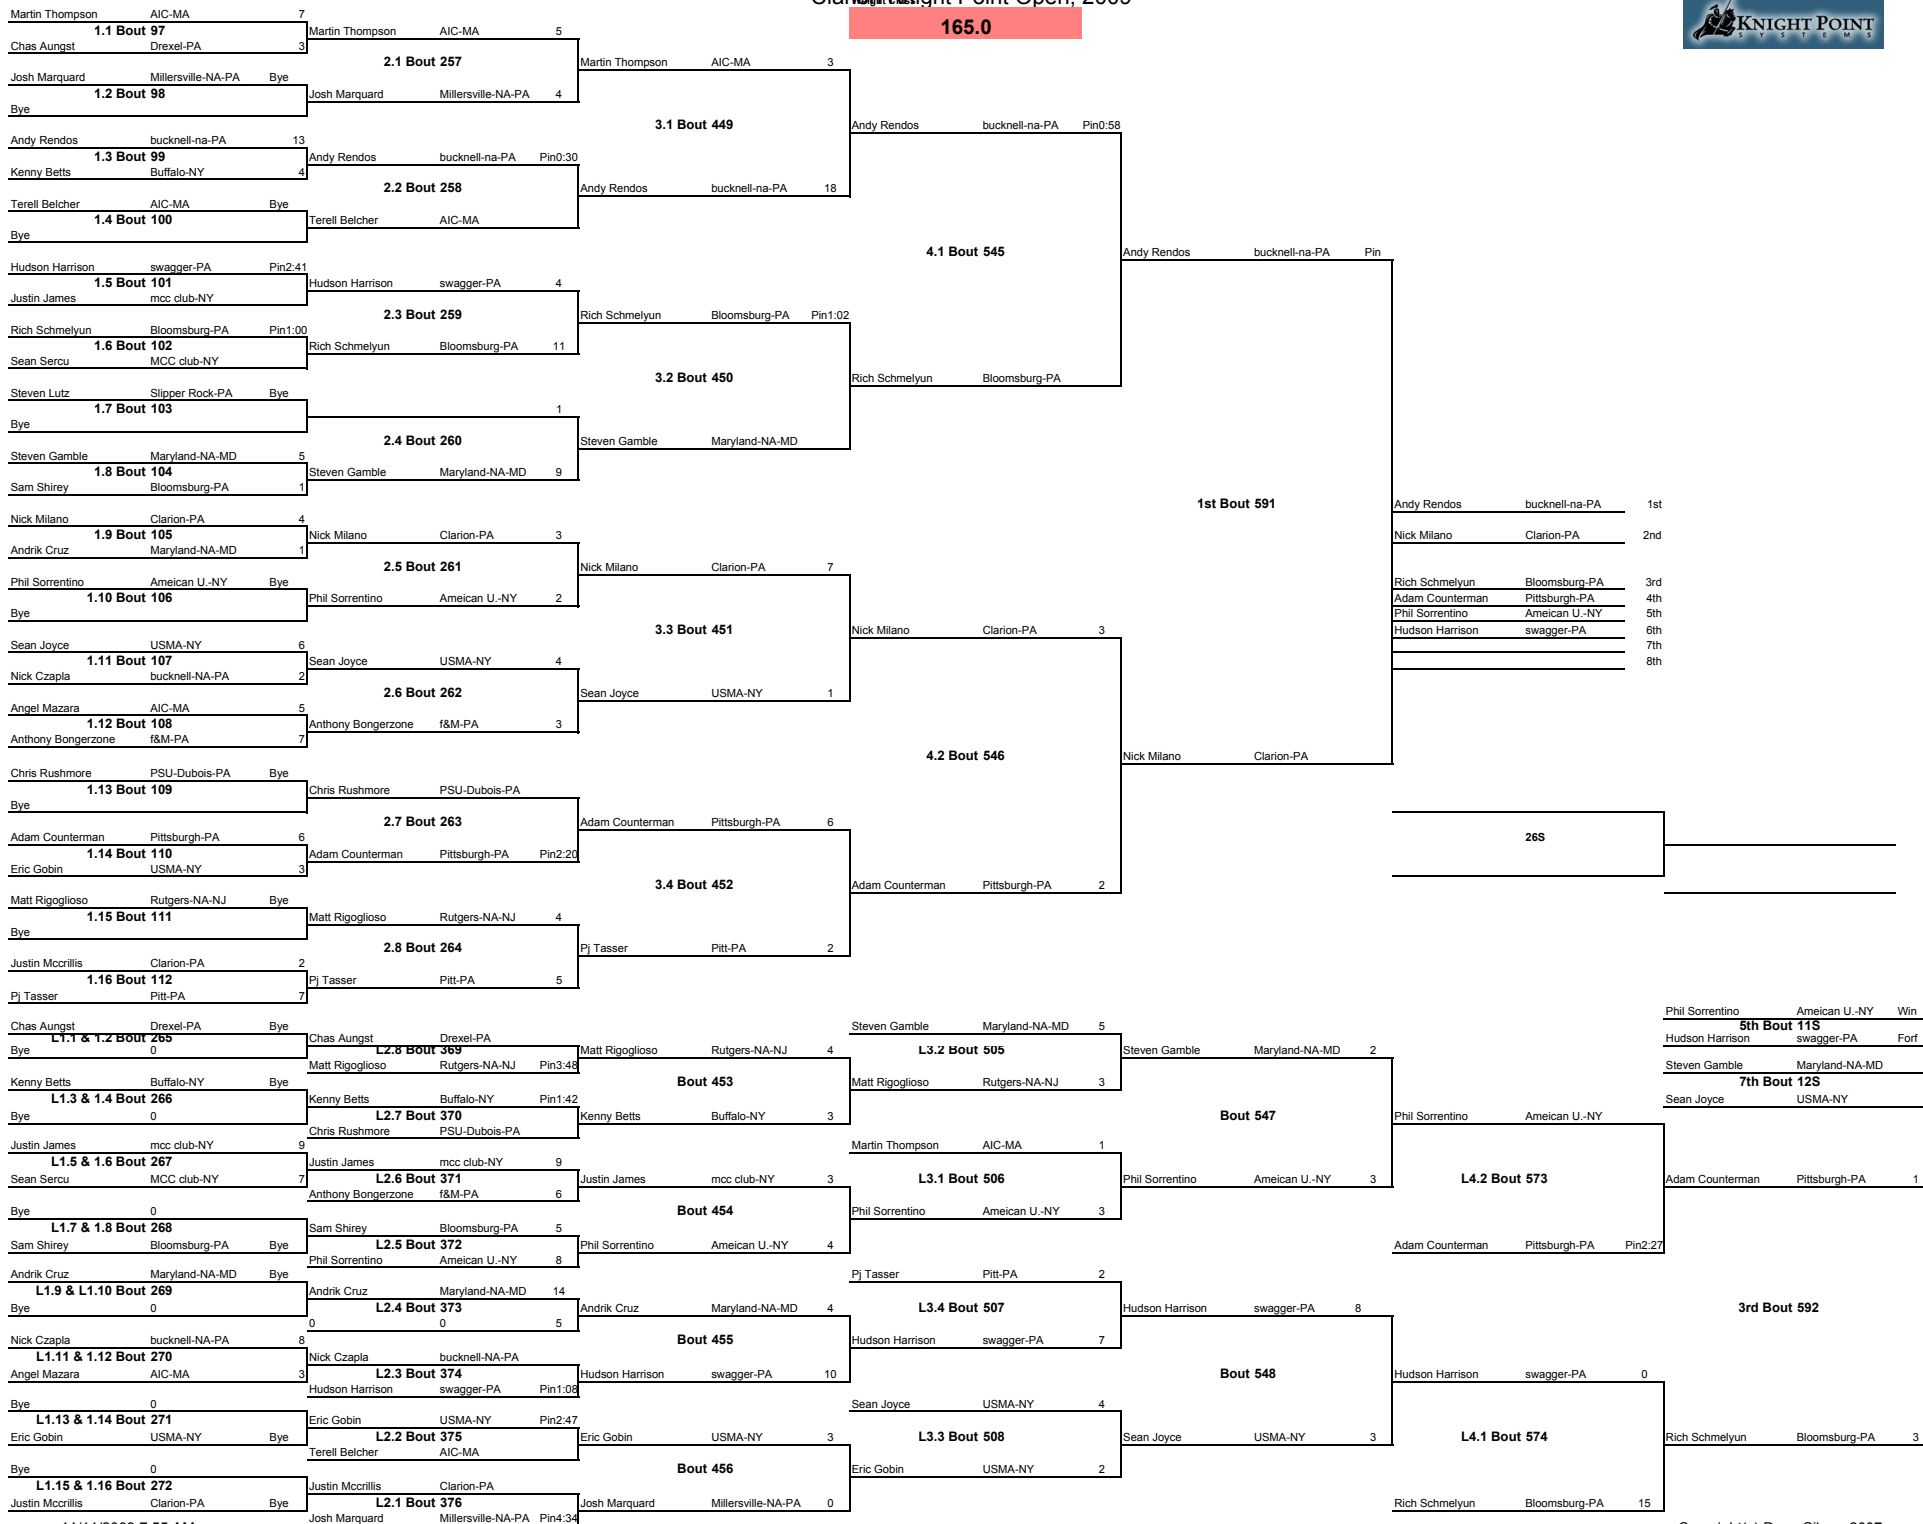 165.0
KNIGHT POINT
SYSTEMS
Martin Thompson AIC-MA 7
1.1 Bout 97
Chas Aungst Drexel-PA 3
Josh Marquard Millersville-NA-PA Bye
1.2 Bout 98
Bye
Andy Rendos bucknell-na-PA 13
1.3 Bout 99
Kenny Betts Buffalo-NY 4
Terell Belcher AIC-MA Bye
1.4 Bout 100
Bye
Hudson Harrison swagger-PA Pin2:41
1.5 Bout 101
Justin James mcc club-NY
Rich Schmelyun Bloomsburg-PA Pin1:00
1.6 Bout 102
Sean Sercu MCC club-NY
Steven Lutz Slipper Rock-PA Bye
1.7 Bout 103
Bye
Steven Gamble Maryland-NA-MD 5
1.8 Bout 104
Sam Shirey Bloomsburg-PA 1
Nick Milano Clarion-PA 4
1.9 Bout 105
Andrik Cruz Maryland-NA-MD 1
Phil Sorrentino Ameican U.-NY Bye
1.10 Bout 106
Bye
Sean Joyce USMA-NY 6
1.11 Bout 107
Nick Czapla bucknell-NA-PA 2
Angel Mazara AIC-MA 5
1.12 Bout 108
Anthony Bongerzone f&M-PA 7
Chris Rushmore PSU-Dubois-PA Bye
1.13 Bout 109
Bye
Adam Counterman Pittsburgh-PA 6
1.14 Bout 110
Eric Gobin USMA-NY 3
Matt Rigoglioso Rutgers-NA-NJ Bye
1.15 Bout 111
Bye
Justin Mccrillis Clarion-PA 2
1.16 Bout 112
Pj Tasser Pitt-PA 7
Martin Thompson AIC-MA 5
2.1 Bout 257
Josh Marquard Millersville-NA-PA 4
Andy Rendos bucknell-na-PA Pin0:30
2.2 Bout 258
Terell Belcher AIC-MA
Hudson Harrison swagger-PA 4
2.3 Bout 259
Rich Schmelyun Bloomsburg-PA 11
1
2.4 Bout 260
Steven Gamble Maryland-NA-MD 9
Nick Milano Clarion-PA 3
2.5 Bout 261
Phil Sorrentino Ameican U.-NY 2
Sean Joyce USMA-NY 4
2.6 Bout 262
Anthony Bongerzone f&M-PA 3
Chris Rushmore PSU-Dubois-PA
2.7 Bout 263
Adam Counterman Pittsburgh-PA Pin2:20
Matt Rigoglioso Rutgers-NA-NJ 4
2.8 Bout 264
Pj Tasser Pitt-PA 5
Martin Thompson AIC-MA 3
3.1 Bout 449
Andy Rendos bucknell-na-PA 18
Rich Schmelyun Bloomsburg-PA Pin1:02
3.2 Bout 450
Steven Gamble Maryland-NA-MD
Nick Milano Clarion-PA 7
3.3 Bout 451
Sean Joyce USMA-NY 1
Adam Counterman Pittsburgh-PA 6
3.4 Bout 452
Pj Tasser Pitt-PA 2
Andy Rendos bucknell-na-PA Pin0:58
4.1 Bout 545
Rich Schmelyun Bloomsburg-PA
Nick Milano Clarion-PA 3
4.2 Bout 546
Adam Counterman Pittsburgh-PA 2
Andy Rendos bucknell-na-PA Pin
1st Bout 591
Nick Milano Clarion-PA
Andy Rendos bucknell-na-PA 1st
Nick Milano Clarion-PA 2nd
Rich Schmelyun Bloomsburg-PA 3rd
Adam Counterman Pittsburgh-PA 4th
Phil Sorrentino Ameican U.-NY 5th
Hudson Harrison swagger-PA 6th
7th
8th
26S
Chas Aungst Drexel-PA Bye
L1.1 & 1.2 Bout 265
Bye 0
Kenny Betts Buffalo-NY Bye
L1.3 & 1.4 Bout 266
Bye 0
Justin James mcc club-NY 9
L1.5 & 1.6 Bout 267
Sean Sercu MCC club-NY 7
Bye 0
L1.7 & 1.8 Bout 268
Sam Shirey Bloomsburg-PA Bye
Andrik Cruz Maryland-NA-MD Bye
L1.9 & L1.10 Bout 269
Bye 0
Nick Czapla bucknell-NA-PA 8
L1.11 & 1.12 Bout 270
Angel Mazara AIC-MA 3
Bye 0
L1.13 & 1.14 Bout 271
Eric Gobin USMA-NY Bye
Bye 0
L1.15 & 1.16 Bout 272
Justin Mccrillis Clarion-PA Bye
Chas Aungst Drexel-PA
L2.8 Bout 369
Matt Rigoglioso Rutgers-NA-NJ Pin3:48
Kenny Betts Buffalo-NY Pin1:42
L2.7 Bout 370
Chris Rushmore PSU-Dubois-PA
Justin James mcc club-NY 9
L2.6 Bout 371
Anthony Bongerzone f&M-PA 6
Sam Shirey Bloomsburg-PA 5
L2.5 Bout 372
Phil Sorrentino Ameican U.-NY 8
Andrik Cruz Maryland-NA-MD 14
L2.4 Bout 373
0 0 5
Nick Czapla bucknell-NA-PA
L2.3 Bout 374
Hudson Harrison swagger-PA Pin1:08
Eric Gobin USMA-NY Pin2:47
L2.2 Bout 375
Terell Belcher AIC-MA
Justin Mccrillis Clarion-PA
L2.1 Bout 376
Josh Marquard Millersville-NA-PA Pin4:34
Matt Rigoglioso Rutgers-NA-NJ 4
Bout 453
Kenny Betts Buffalo-NY 3
Justin James mcc club-NY 3
Bout 454
Phil Sorrentino Ameican U.-NY 4
Andrik Cruz Maryland-NA-MD 4
Bout 455
Hudson Harrison swagger-PA 10
Eric Gobin USMA-NY 3
Bout 456
Josh Marquard Millersville-NA-PA 0
Steven Gamble Maryland-NA-MD 5
L3.2 Bout 505
Matt Rigoglioso Rutgers-NA-NJ 3
Martin Thompson AIC-MA 1
L3.1 Bout 506
Phil Sorrentino Ameican U.-NY 3
Pj Tasser Pitt-PA 2
L3.4 Bout 507
Hudson Harrison swagger-PA 7
Sean Joyce USMA-NY 4
L3.3 Bout 508
Eric Gobin USMA-NY 2
Steven Gamble Maryland-NA-MD 2
Bout 547
Phil Sorrentino Ameican U.-NY 3
Hudson Harrison swagger-PA 8
Bout 548
Sean Joyce USMA-NY 3
Phil Sorrentino Ameican U.-NY
L4.2 Bout 573
Adam Counterman Pittsburgh-PA Pin2:27
Hudson Harrison swagger-PA 0
L4.1 Bout 574
Rich Schmelyun Bloomsburg-PA 15
Phil Sorrentino Ameican U.-NY Win
5th Bout 11S
Hudson Harrison swagger-PA Forf
Steven Gamble Maryland-NA-MD
7th Bout 12S
Sean Joyce USMA-NY
Adam Counterman Pittsburgh-PA 1
3rd Bout 592
Rich Schmelyun Bloomsburg-PA 3